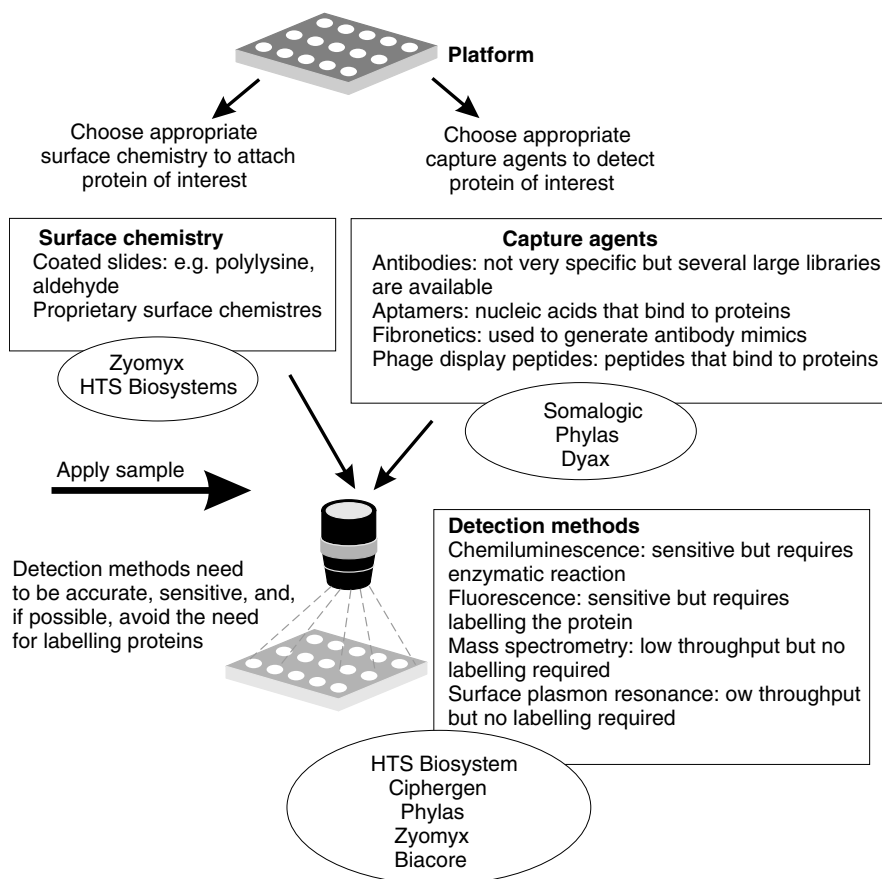 Platform
Choose appropriate
surface chemistry to attach
protein of interest
Choose appropriate
capture agents to detect
protein of interest
Surface chemistry
Coated slides: e.g. polylysine,
aldehyde
Proprietary surface chemistres
Zyomyx
HTS Biosystems
Capture agents
Antibodies: not very specific but several large libraries
are available
Aptamers: nucleic acids that bind to proteins
Fibronetics: used to generate antibody mimics
Phage display peptides: peptides that bind to proteins
Somalogic
Phylas
Dyax
Apply sample
Detection methods need
to be accurate, sensitive, and,
if possible, avoid the need
for labelling proteins
Detection methods
Chemiluminescence: sensitive but requires
enzymatic reaction
Fluorescence: sensitive but requires
labelling the protein
Mass spectrometry: low throughput but no
labelling required
Surface plasmon resonance: ow throughput
but no labelling required
HTS Biosystem
Ciphergen
Phylas
Zyomyx
Biacore